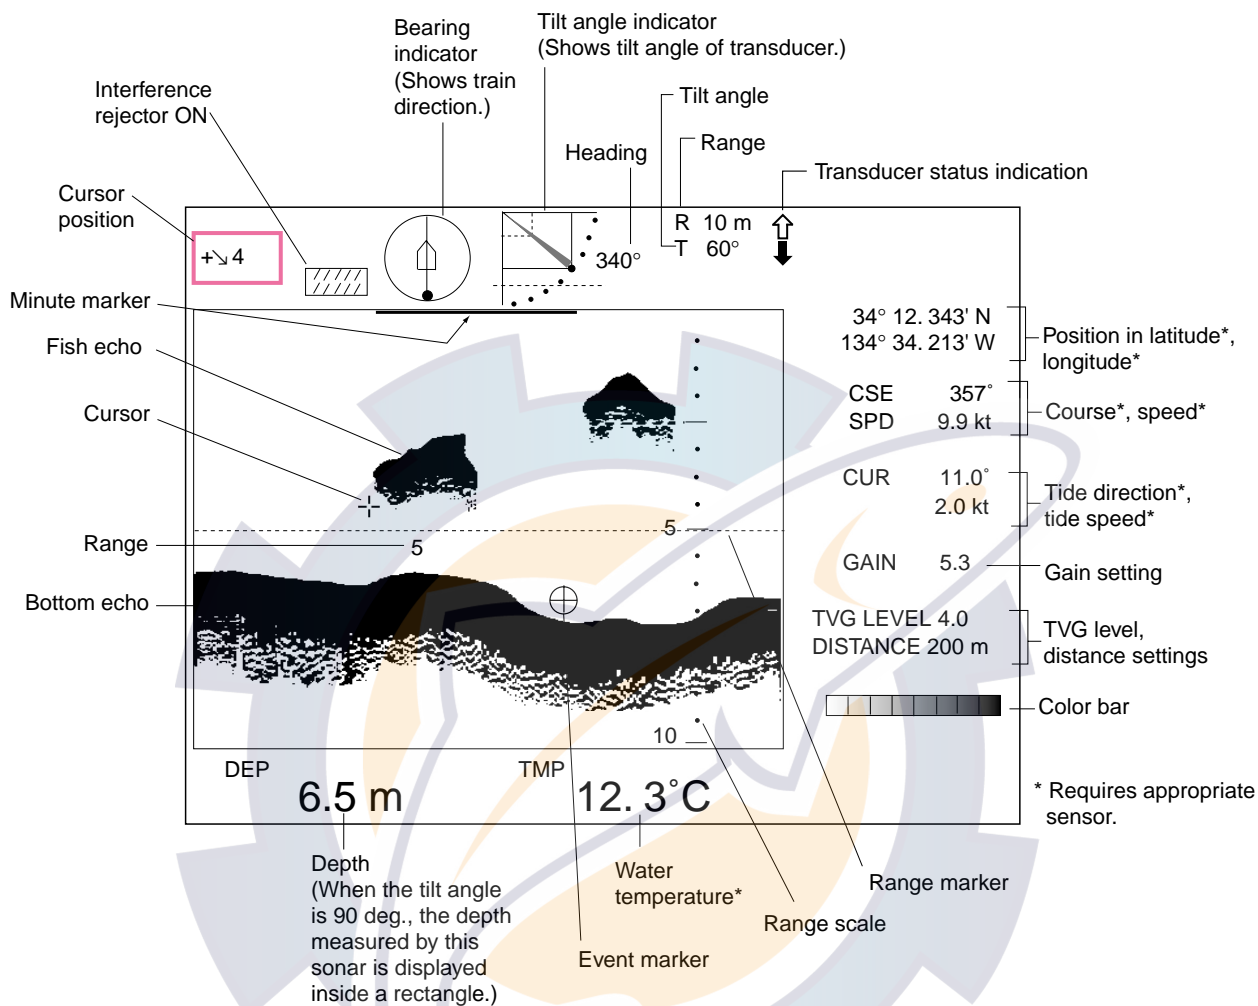 Bearing
indicator
(Shows train
direction.)
Tilt angle indicator
(Shows tilt angle of transducer.)
Interference
rejector ON
Tilt angle
Heading
Range
Transducer status indication
Cursor
position
+↘ 4
340°
R 10 m
T 60°
Minute marker
Fish echo
Cursor
Range
Bottom echo
5
5
10
34° 12. 343' N
134° 34. 213' W
Position in latitude*,
longitude*
CSE 357°
SPD 9.9 kt
Course*, speed*
CUR 11.0°
2.0 kt
Tide direction*,
tide speed*
GAIN 5.3
Gain setting
TVG LEVEL 4.0
DISTANCE 200 m
TVG level,
distance settings
Color bar
DEP
6.5 m
TMP
12. 3°C
* Requires appropriate
sensor.
Depth
(When the tilt angle
is 90 deg., the depth
measured by this
sonar is displayed
inside a rectangle.)
Water
temperature*
Event marker
Range scale
Range marker